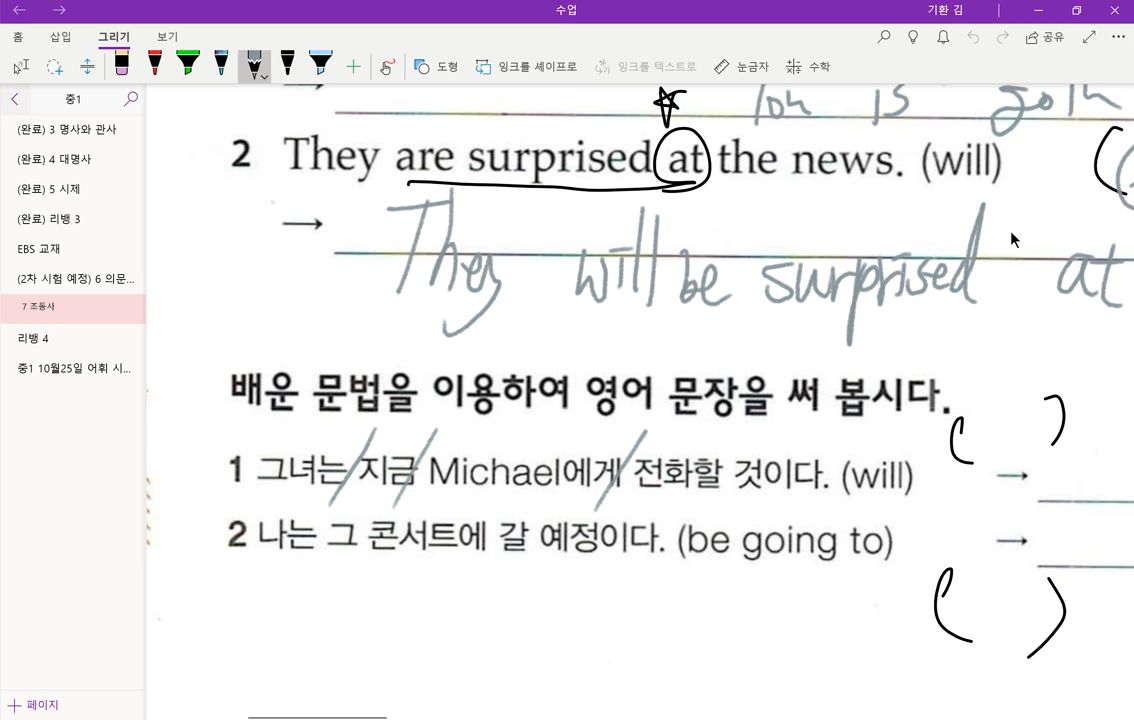 수업
기환 김
홈 삽입 그리기 보기
공유
도형 잉크를 셰이프로 잉크를 텍스트로 눈금자 수학
중1
(완료) 3 명사와 관사
(완료) 4 대명사
(완료) 5 시제
(완료) 리뱅 3
EBS 교재
(2차 시험 예정) 6 의문...
7 조동사
리뱅 4
중1 10월25일 어휘 시...
페이지
is
2 They are surprised at the news. (will)
→ They will be surprised at
배운 문법을 이용하여 영어 문장을 써 봅시다.
1 그녀는 지금 Michael에게 전화할 것이다. (will) →
2 나는 그 콘서트에 갈 예정이다. (be going to) →